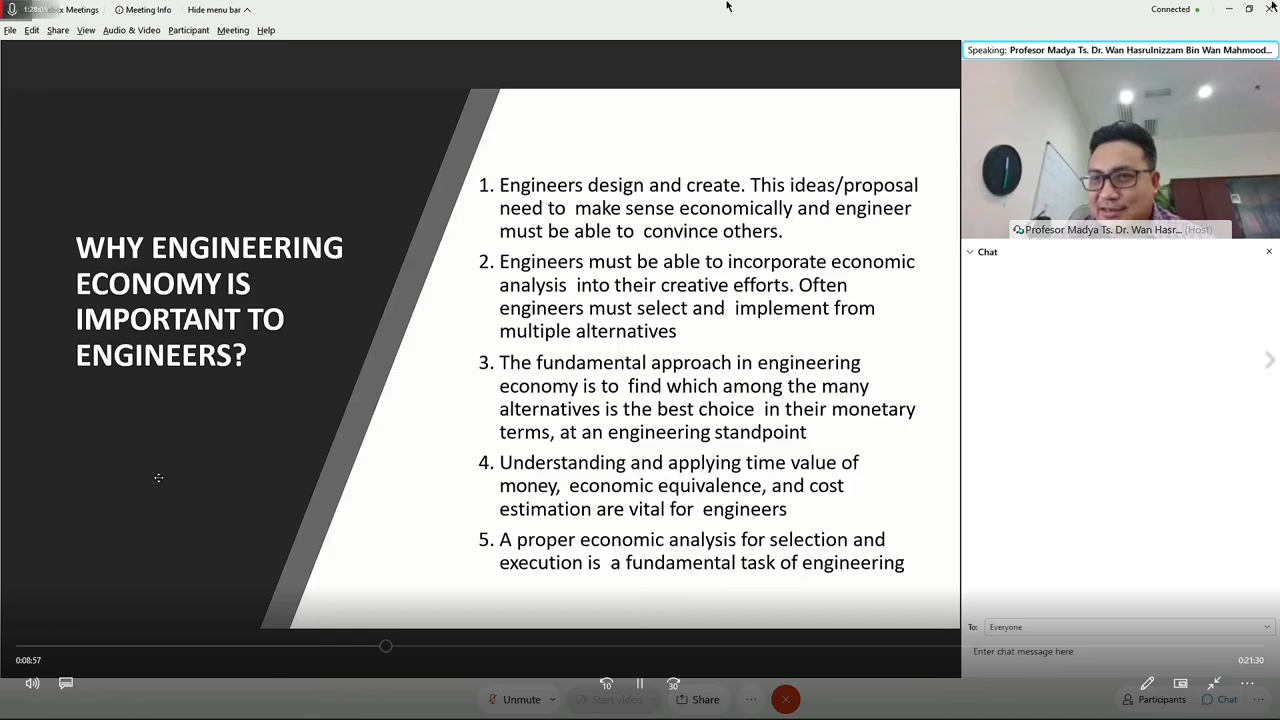 1:20:09
ex Meetings
Meeting Info
Hide menu bar
Connected
File Edit Share View Audio & Video Participant Meeting Help
Speaking: Profesor Madya Ts. Dr. Wan Hasrulnizzam Bin Wan Mahmood...
Profesor Madya Ts. Dr. Wan Hasr... (Host)
Chat
WHY ENGINEERING
ECONOMY IS
IMPORTANT TO
ENGINEERS?
1. Engineers design and create. This ideas/proposal
need to make sense economically and engineer
must be able to convince others.
2. Engineers must be able to incorporate economic
analysis into their creative efforts. Often
engineers must select and implement from
multiple alternatives
3. The fundamental approach in engineering
economy is to find which among the many
alternatives is the best choice in their monetary
terms, at an engineering standpoint
4. Understanding and applying time value of
money, economic equivalence, and cost
estimation are vital for engineers
5. A proper economic analysis for selection and
execution is a fundamental task of engineering
To: Everyone
Enter chat message here
0:08:57
0:21:30
10
30
Unmute
Start video
Share
Participants
Chat